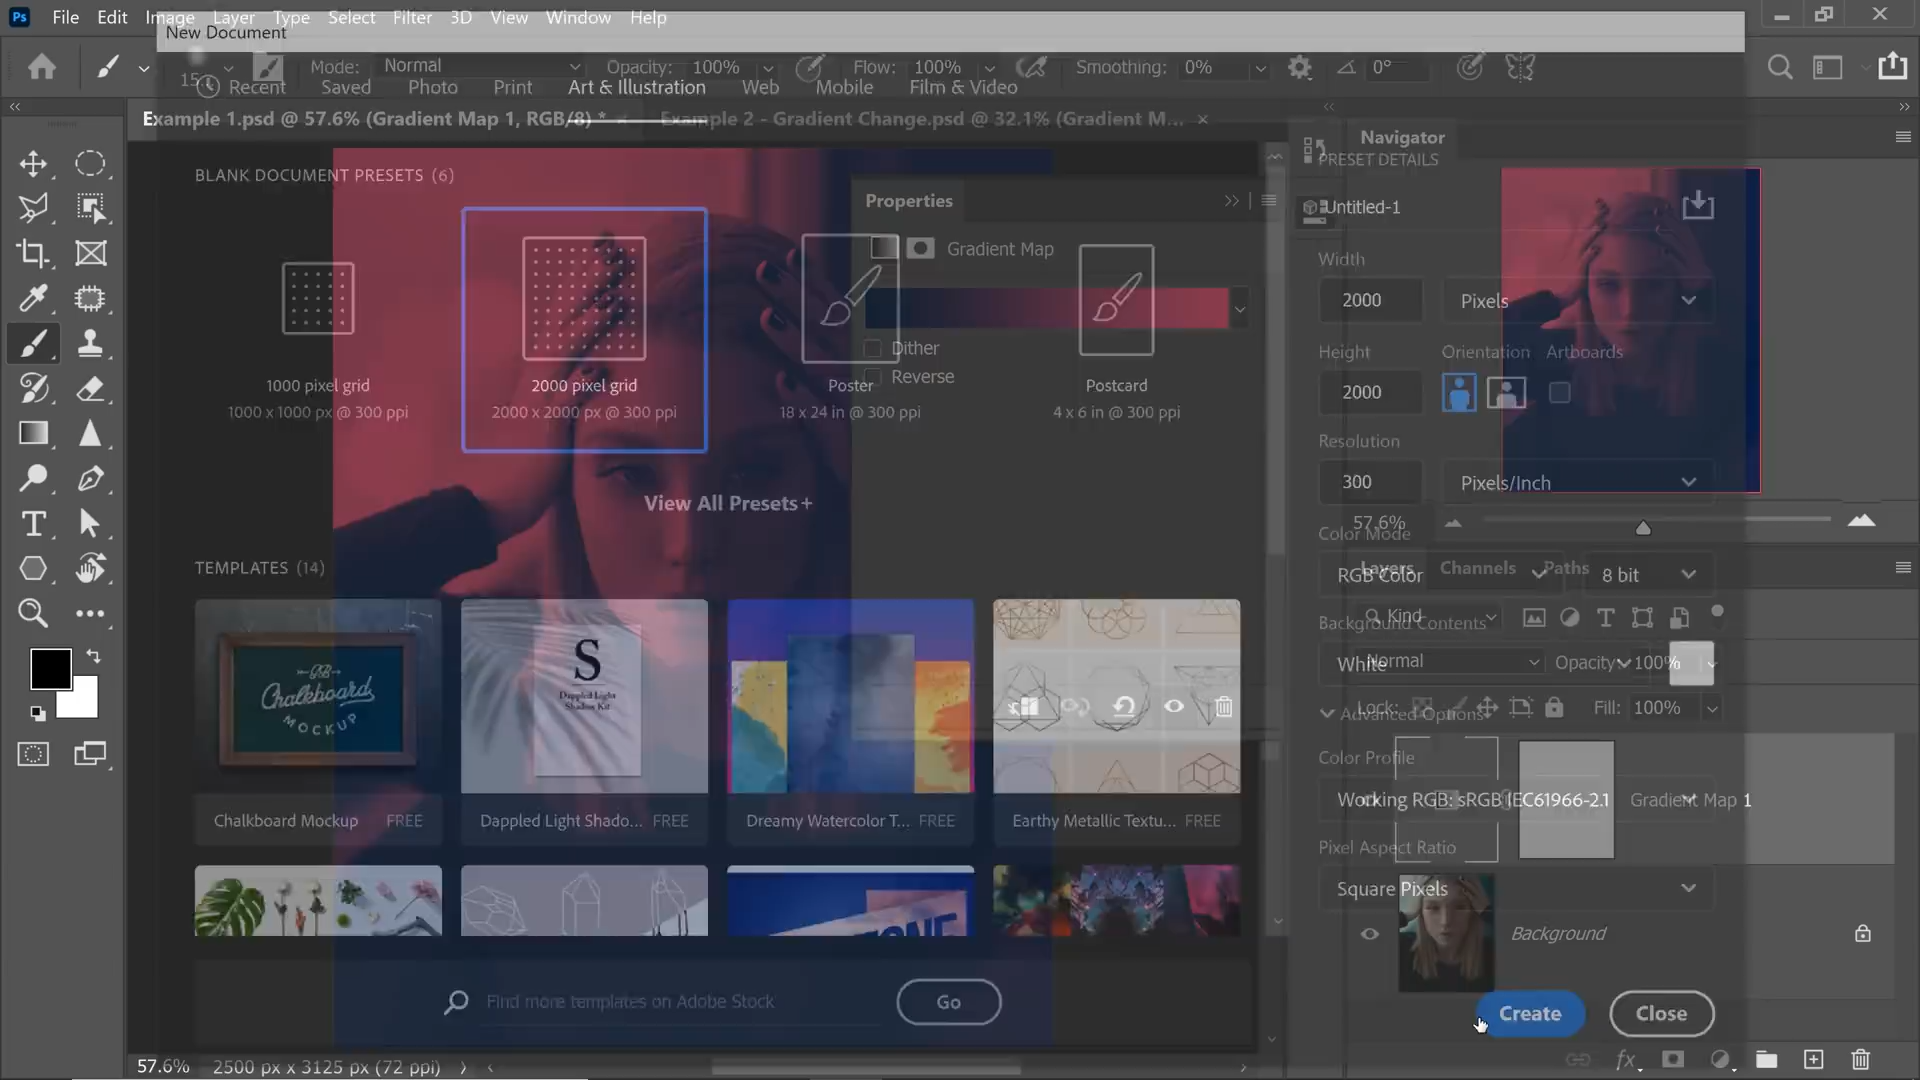 Ps File Edit Image Layer Type Select Filter 3D View Window Help
New Document
Mode: Normal Opacity: 100% Flow: 100% Smoothing: 0% 0°
15
Recent Saved Photo Print Art & Illustration Web Mobile Film & Video
Example 1.psd @ 57.6% (Gradient Map 1, RGB/8) *
Example 2 - Gradient Change.psd @ 32.1% (Gradient M...
Navigator
PRESET DETAILS
BLANK DOCUMENT PRESETS (6)
Properties
Untitled-1
Gradient Map
Width
2000 Pixels
Dither
Reverse
Height Orientation Artboards
2000
1000 pixel grid
1000 x 1000 px @ 300 ppi
2000 pixel grid
2000 x 2000 px @ 300 ppi
Poster
18 x 24 in @ 300 ppi
Postcard
4 x 6 in @ 300 ppi
Resolution
300 Pixels/Inch
View All Presets+
57.6%
Color Mode
TEMPLATES (14)
Layers Channels Paths
RGB Color 8 bit
Kind
Background Contents
White
Normal Opacity: 100%
Lock: Fill: 100%
Advanced Options
S
Dappled Light
Shadow Kit
Chalkboard
MOCKUP
Color Profile
Working RGB: sRGB IEC61966-2.1
Gradient Map 1
Chalkboard Mockup FREE
Dappled Light Shado... FREE
Dreamy Watercolor T... FREE
Earthy Metallic Textu... FREE
Pixel Aspect Ratio
Square Pixels
Background
Find more templates on Adobe Stock
Go
Create
Close
57.6% 2500 px x 3125 px (72 ppi)
fx